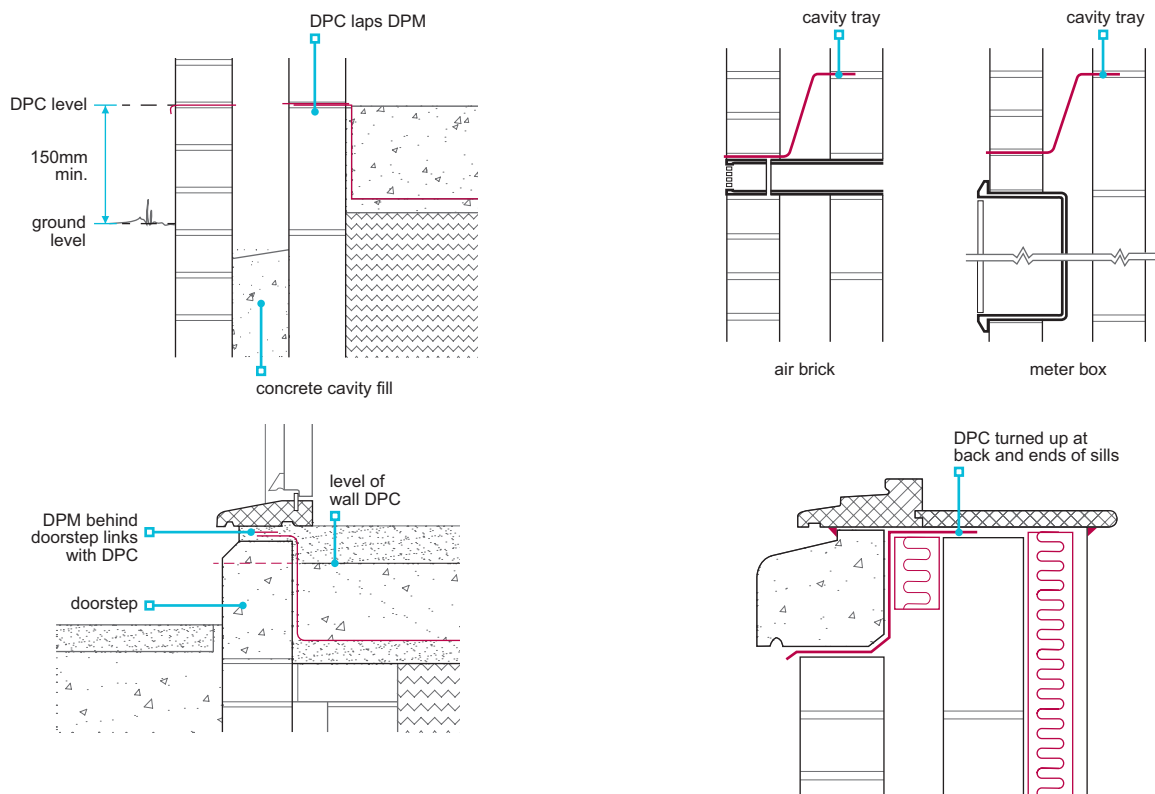 DPC laps DPM
DPC level
150mm
min.
ground
level
concrete cavity fill
cavity tray
cavity tray
air brick
meter box
level of
wall DPC
DPM behind
doorstep links
with DPC
doorstep
DPC turned up at
back and ends of sills